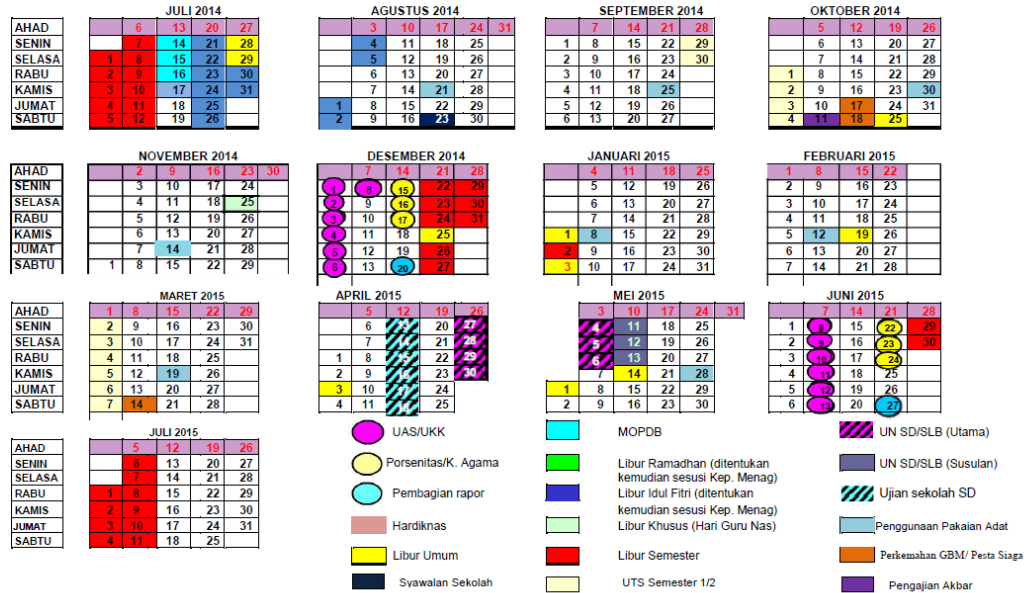 JULI 2014 AGUSTUS 2014 SEPTEMBER 2014 OKTOBER 2014
AHAD 6 13 20 27 3 10 17 24 31 7 14 21 28 5 12 19 26
SENIN 7 14 21 28 4 11 18 25 1 8 15 22 29 6 13 20 27
SELASA 1 8 15 22 29 5 12 19 26 2 9 16 23 30 7 14 21 28
RABU 2 9 16 23 30 6 13 20 27 3 10 17 24 1 8 15 22 29
KAMIS 3 10 17 24 31 7 14 21 28 4 11 18 25 2 9 16 23 30
JUMAT 4 11 18 25 1 8 15 22 29 5 12 19 26 3 10 17 24 31
SABTU 5 12 19 26 2 9 16 23 30 6 13 20 27 4 11 18 25
NOVEMBER 2014 DESEMBER 2014 JANUARI 2015 FEBRUARI 2015
AHAD 2 9 16 23 30 7 14 21 28 4 11 18 25 1 8 15 22
SENIN 3 10 17 24 1 8 15 22 29 5 12 19 26 2 9 16 23
SELASA 4 11 18 25 2 9 16 23 30 6 13 20 27 3 10 17 24
RABU 5 12 19 26 3 10 17 24 31 7 14 21 28 4 11 18 25
KAMIS 6 13 20 27 4 11 18 25 1 8 15 22 29 5 12 19 26
JUMAT 7 14 21 28 5 12 19 26 2 9 16 23 30 6 13 20 27
SABTU 1 8 15 22 29 6 13 20 27 3 10 17 24 31 7 14 21 28
MARET 2015 APRIL 2015 MEI 2015 JUNI 2015
AHAD 1 8 15 22 29 5 12 19 26 3 10 17 24 31 7 14 21 28
SENIN 2 9 16 23 30 6 13 20 27 4 11 18 25 1 8 15 22 29
SELASA 3 10 17 24 31 7 14 21 28 5 12 19 26 2 9 16 23 30
RABU 4 11 18 25 1 8 15 22 29 6 13 20 27 3 10 17 24
KAMIS 5 12 19 26 2 9 16 23 30 7 14 21 28 4 11 18 25
JUMAT 6 13 20 27 3 10 17 24 1 8 15 22 29 5 12 19 26
SABTU 7 14 21 28 4 11 18 25 2 9 16 23 30 6 13 20 27
JULI 2015
AHAD 5 12 19 26
SENIN 6 13 20 27
SELASA 7 14 21 28
RABU 1 8 15 22 29
KAMIS 2 9 16 23 30
JUMAT 3 10 17 24 31
SABTU 4 11 18 25
UAS/UKK
Porsenitas/K. Agama
Pembagian rapor
Hardiknas
Libur Umum
Syawalan Sekolah
MOPDB
Libur Ramadhan (ditentukan
kemudian sesusi Kep. Menag)
Libur Idul Fitri (ditentukan
kemudian sesusi Kep. Menag)
Libur Khusus (Hari Guru Nas)
Libur Semester
UTS Semester 1/2
UN SD/SLB (Utama)
UN SD/SLB (Susulan)
Ujian sekolah SD
Penggunaan Pakaian Adat
Perkemahan GBM/ Pesta Siaga
Pengajian Akbar